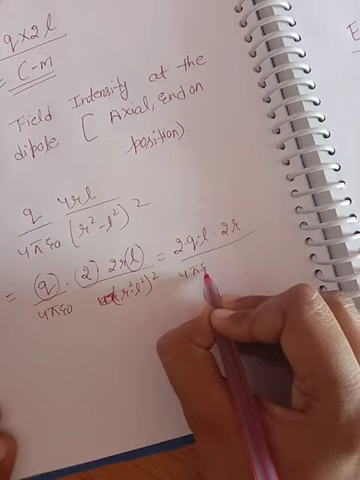 q×2l
= C-m
Field Intensity at the
dipole [ Axial, End on
position)
q/4πε0 4rl/(r²-l²)²
= (q)/4πε0 · (2) 2r(l)/(r²-l²)² = 2·q·l·2r/4πε
E